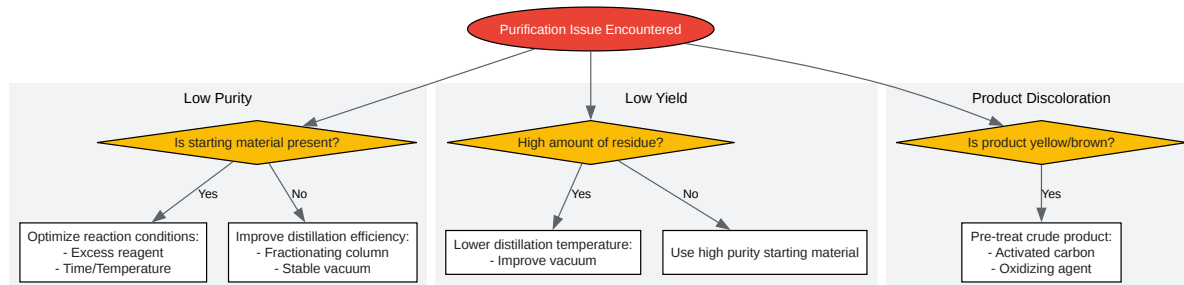 Purification Issue Encountered
Low Purity
Low Yield
Product Discoloration
Is starting material present?
High amount of residue?
Is product yellow/brown?
Yes
No
Yes
No
Yes
Optimize reaction conditions:
- Excess reagent
- Time/Temperature
Improve distillation efficiency:
- Fractionating column
- Stable vacuum
Lower distillation temperature:
- Improve vacuum
Use high purity starting material
Pre-treat crude product:
- Activated carbon
- Oxidizing agent